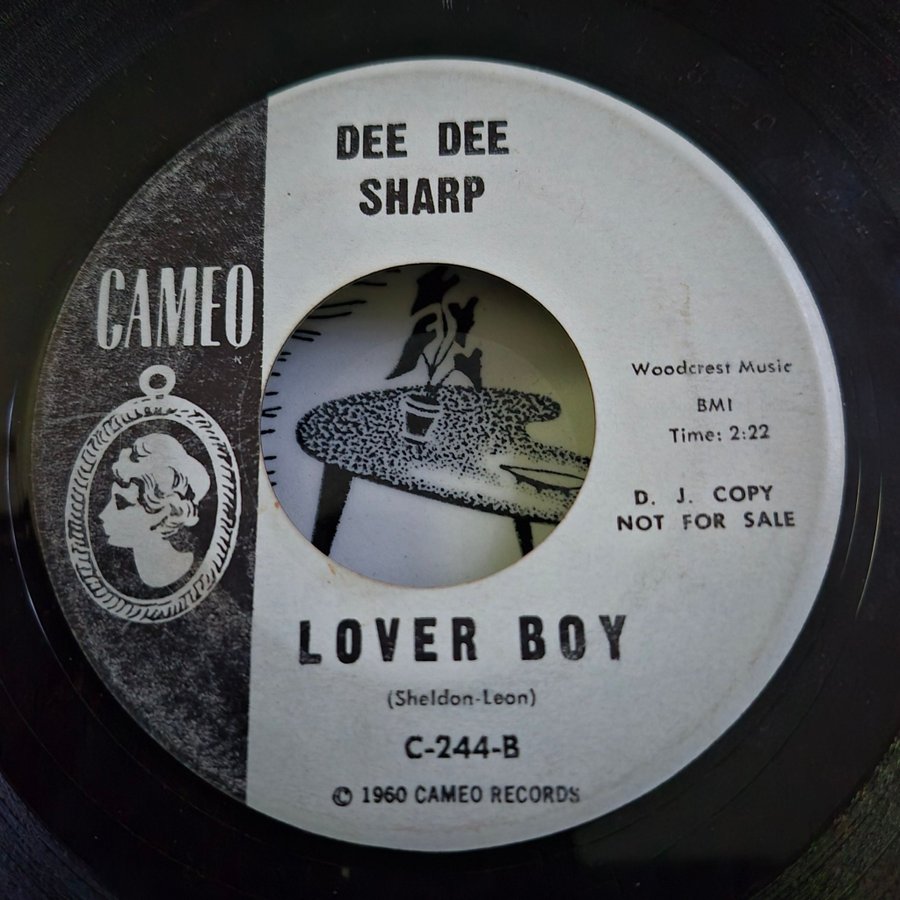 DEE DEE
SHARP
CAMEO
R
Woodcrest Music
BMI
Time: 2:22
D. J. COPY
NOT FOR SALE
LOVER BOY
(Sheldon-Leon)
C-244-B
© 1960 CAMEO RECORDS